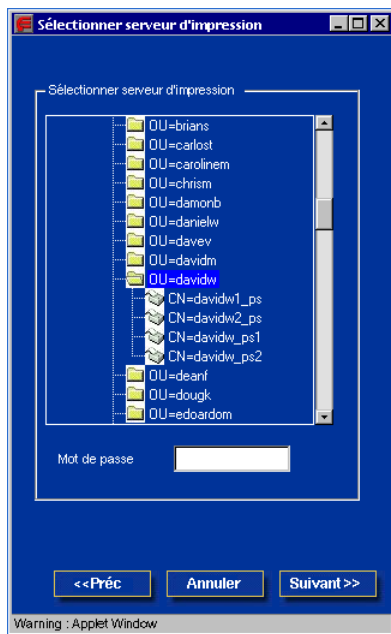 Sélectionner serveur d'impression
Sélectionner serveur d'impression
OU=brians
OU=carlost
OU=carolinem
OU=chrism
OU=damonb
OU=danielw
OU=davev
OU=davidm
OU=davidw
CN=davidw1_ps
CN=davidw2_ps
CN=davidw_ps1
CN=davidw_ps2
OU=deanf
OU=dougk
OU=edoardom
Mot de passe
<<Préc Annuler Suivant>>
Warning : Applet Window